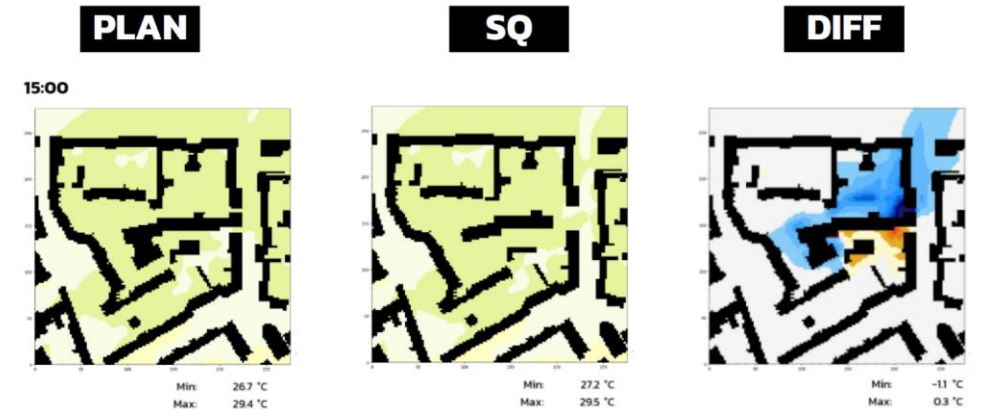 PLAN SQ DIFF
15:00
Min: 26.7 °C Min: 27.2 °C Min: -1.1 °C
Max: 29.4 °C Max: 29.5 °C Max: 0.3 °C